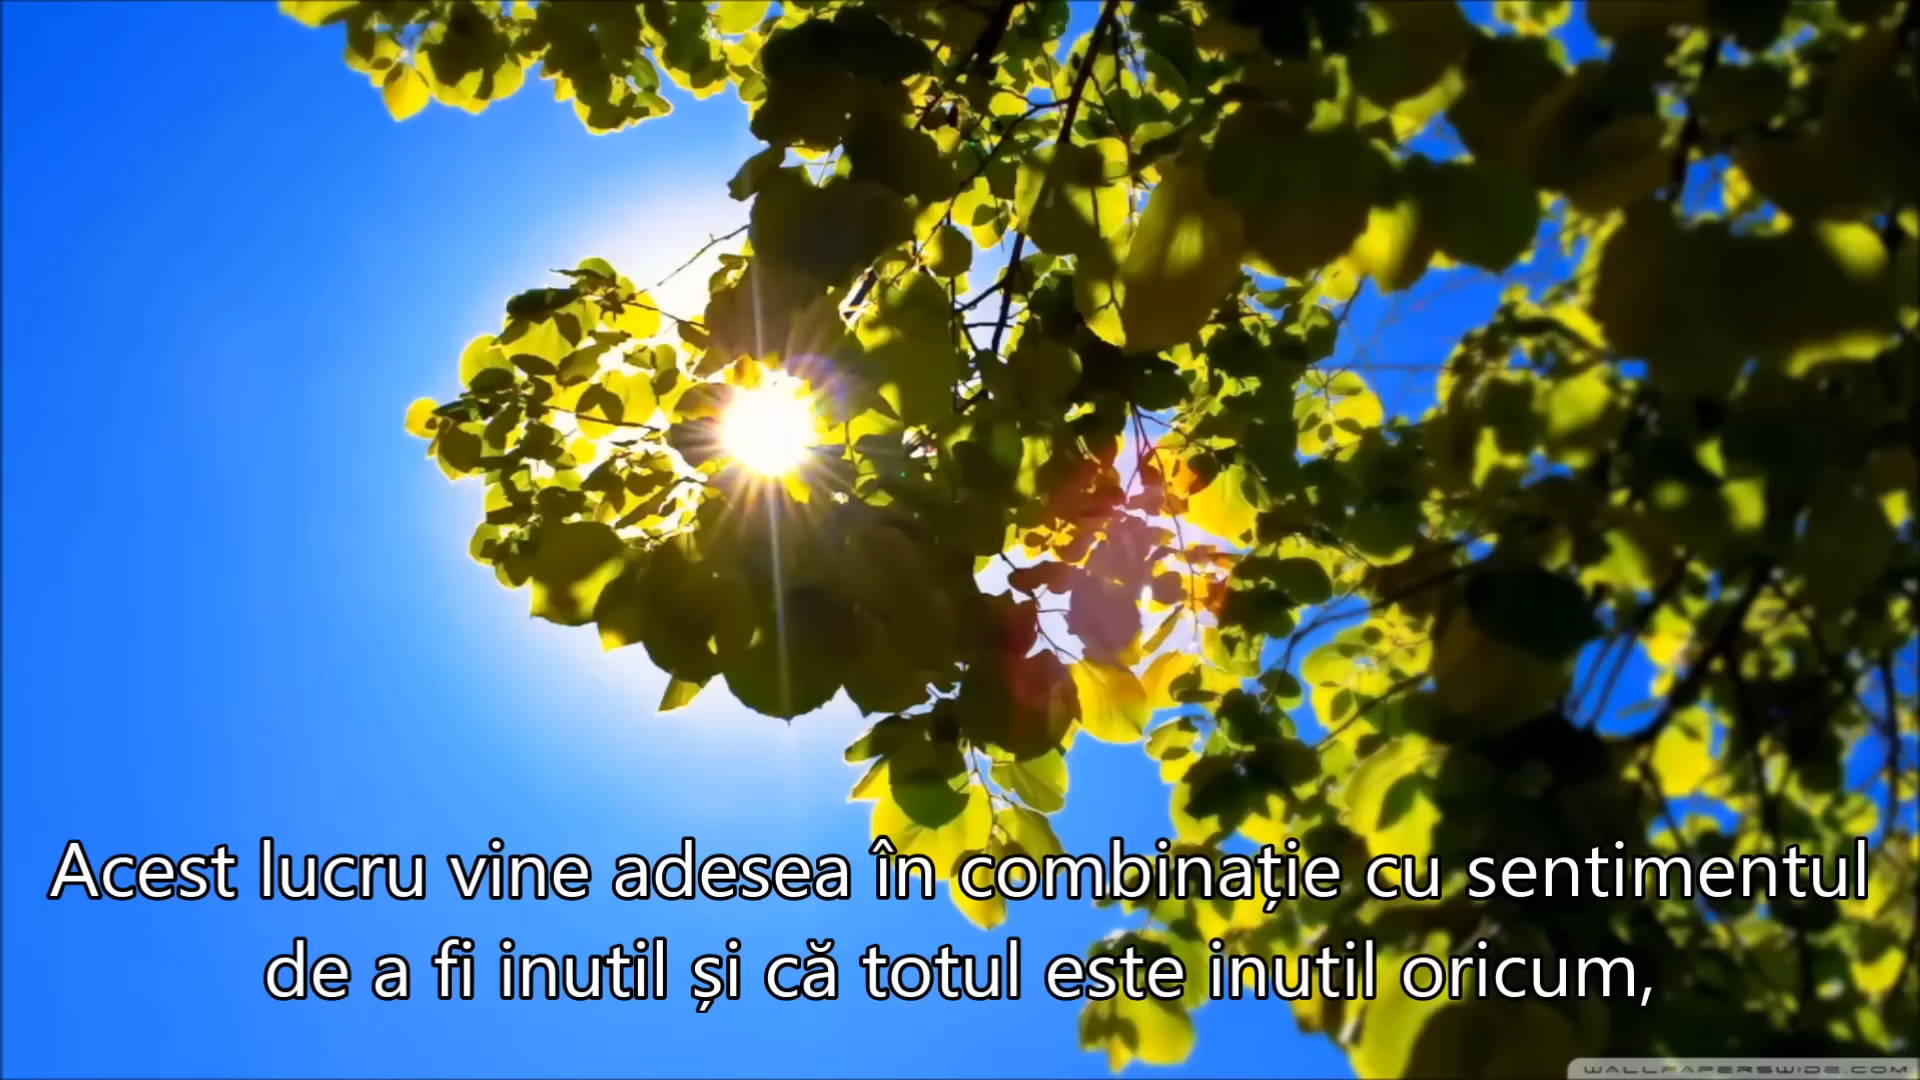 Acest lucru vine adesea în combinație cu sentimentul
de a fi inutil și că totul este inutil oricum,
WALLPAPERSWIDE.COM